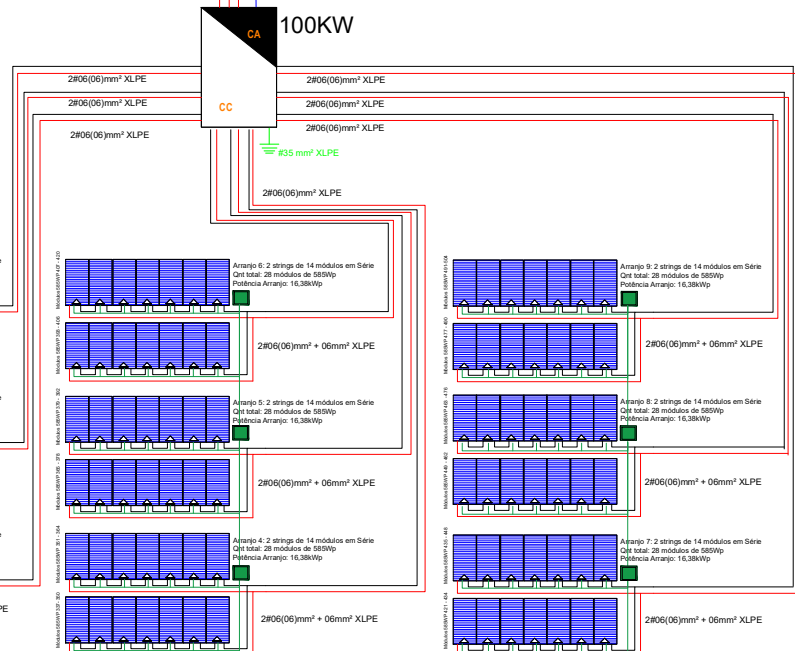 100KW
CA
CC
2#06(06)mm² XLPE
2#06(06)mm² XLPE
2#06(06)mm² XLPE
2#06(06)mm² XLPE
2#06(06)mm² XLPE
2#06(06)mm² XLPE
#35 mm² XLPE
2#06(06)mm² XLPE
Arranjo 6: 2 strings de 14 módulos em Série
Qnt total: 28 módulos de 585Wp
Potência Arranjo: 16,38kWp
2#06(06)mm² + 06mm² XLPE
Arranjo 5: 2 strings de 14 módulos em Série
Qnt total: 28 módulos de 585Wp
Potência Arranjo: 16,38kWp
2#06(06)mm² + 06mm² XLPE
Arranjo 4: 2 strings de 14 módulos em Série
Qnt total: 28 módulos de 585Wp
Potência Arranjo: 16,38kWp
2#06(06)mm² + 06mm² XLPE
Arranjo 9: 2 strings de 14 módulos em Série
Qnt total: 28 módulos de 585Wp
Potência Arranjo: 16,38kWp
2#06(06)mm² + 06mm² XLPE
Arranjo 8: 2 strings de 14 módulos em Série
Qnt total: 28 módulos de 585Wp
Potência Arranjo: 16,38kWp
2#06(06)mm² + 06mm² XLPE
Arranjo 7: 2 strings de 14 módulos em Série
Qnt total: 28 módulos de 585Wp
Potência Arranjo: 16,38kWp
2#06(06)mm² + 06mm² XLPE